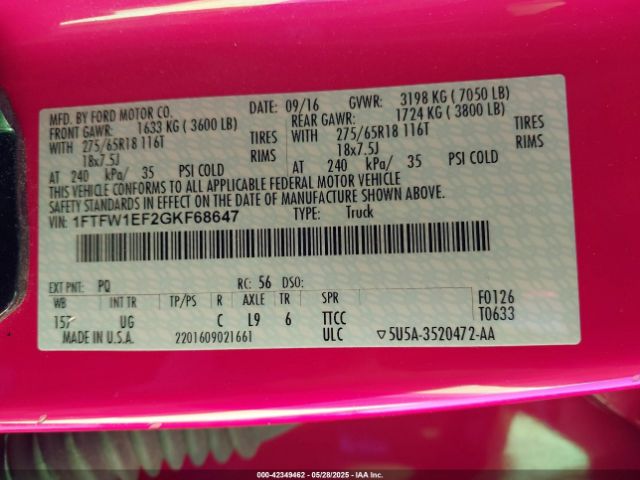 MFD. BY FORD MOTOR CO. DATE: 09/16 GVWR: 3198 KG ( 7050 LB)
FRONT GAWR: 1633 KG ( 3600 LB) REAR GAWR: 1724 KG ( 3800 LB)
WITH 275/65R18 116T TIRES WITH 275/65R18 116T TIRES
18x7.5J RIMS 18x7.5J RIMS
AT 240 kPa/ 35 PSI COLD AT 240 kPa/ 35 PSI COLD
THIS VEHICLE CONFORMS TO ALL APPLICABLE FEDERAL MOTOR VEHICLE
SAFETY STANDARDS IN EFFECT ON THE DATE OF MANUFACTURE SHOWN ABOVE.
VIN: 1FTFW1EF2GKF68647 TYPE: Truck
EXT PNT: PQ RC: 56 DSO:
WB INT TR TP/PS R AXLE TR SPR F0126
157 UG C L9 6 TTCC T0633
MADE IN U.S.A. 2201609021661 ULC ▽5U5A-3520472-AA
000-42349462 — 05/28/2025 — IAA Inc.